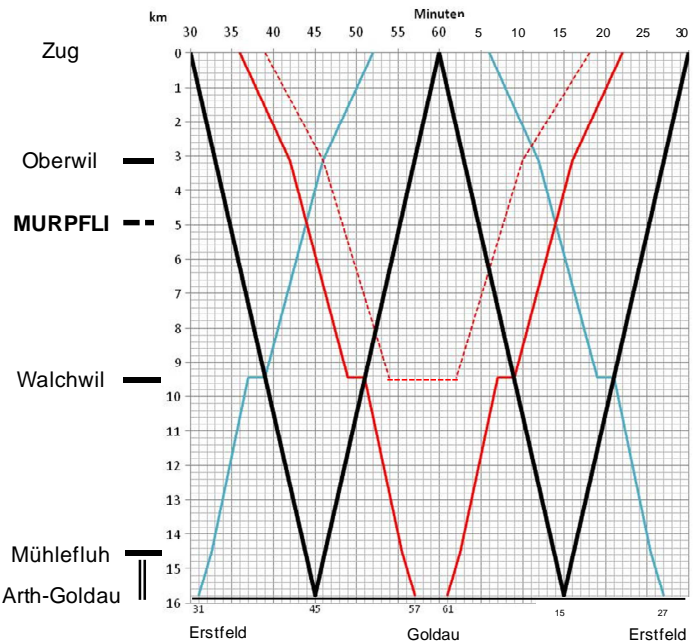 Minuten
km 30 35 40 45 50 55 60 5 10 15 20 25 30
Zug 0
1
2
Oberwil 3
4
MURPFLI 5
6
7
8
9
Walchwil
10
11
12
13
14
Mühlefluh
15
Arth-Goldau 16
31 45 57 61 15 27
Erstfeld Goldau Erstfeld